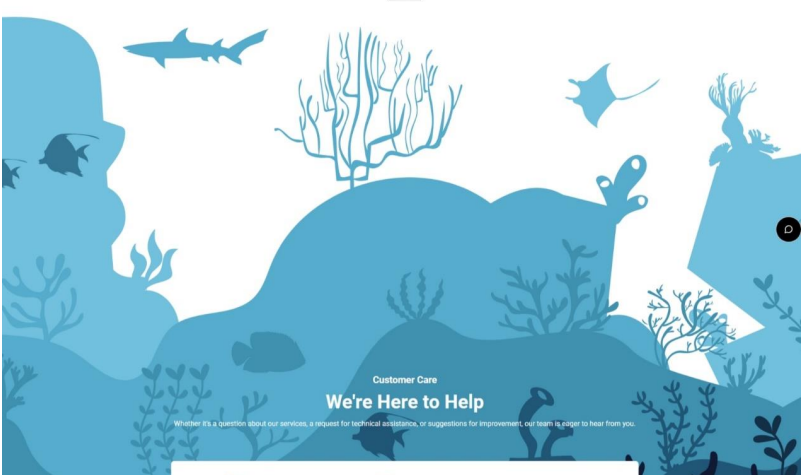 Customer Care
We're Here to Help
Whether it's a question about our services, a request for technical assistance, or suggestions for improvement, our team is eager to hear from you.